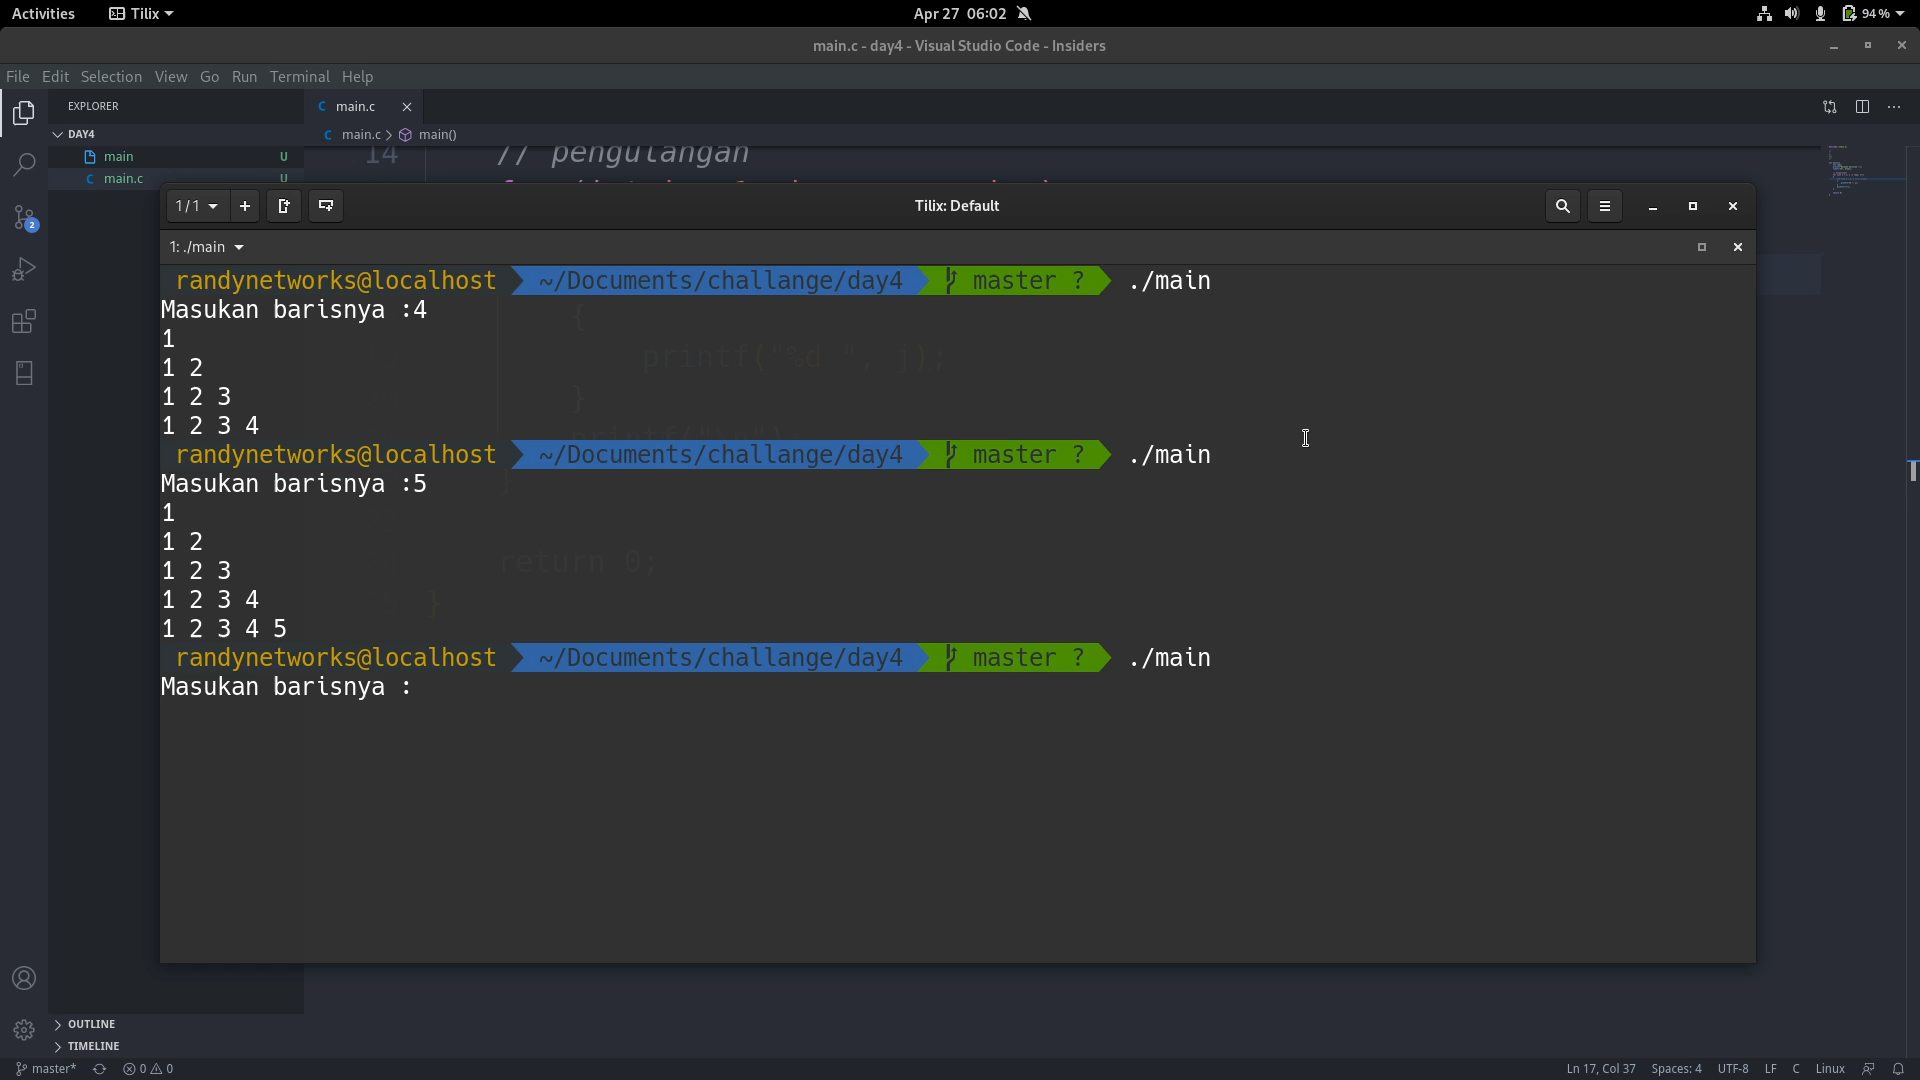 Activities Tilix Apr 27 06:02 94 %
main.c - day4 - Visual Studio Code - Insiders
File Edit Selection View Go Run Terminal Help
EXPLORER
C main.c
DAY4
C main.c > main()
main U
14 // pengulangan
C main.c U
1/1 Tilix: Default
1: ./main
randynetworks@localhost ~/Documents/challange/day4 master ? ./main
Masukan barisnya :4
{
1
printf("%d ", j);
1 2
1 2 3
}
1 2 3 4
randynetworks@localhost ~/Documents/challange/day4 master ? ./main
Masukan barisnya :5
1
1 2
1 2 3
return 0;
1 2 3 4
}
1 2 3 4 5
randynetworks@localhost ~/Documents/challange/day4 master ? ./main
Masukan barisnya :
2
OUTLINE
TIMELINE
master* 0 0 Ln 17, Col 37 Spaces: 4 UTF-8 LF C Linux